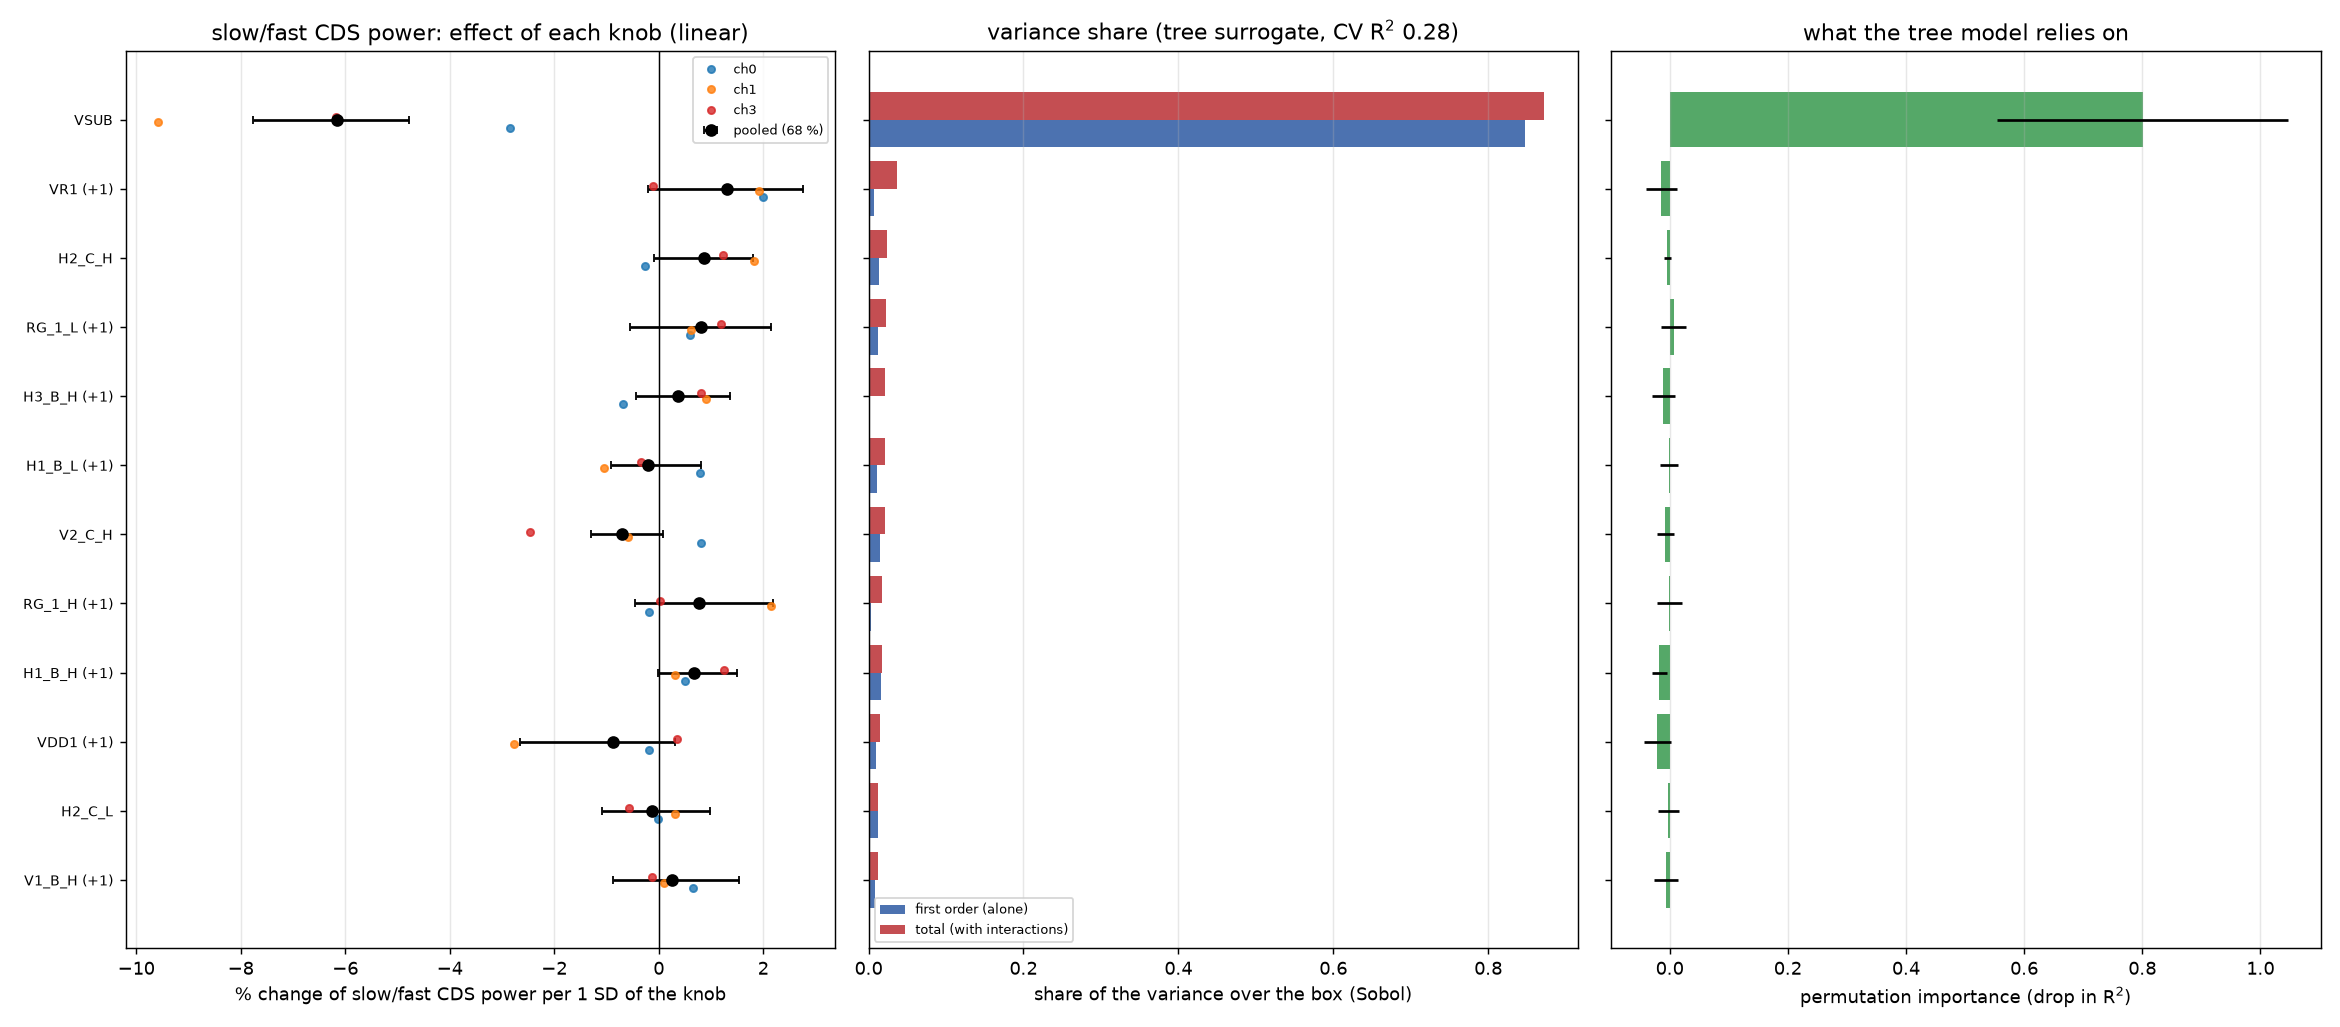 slow/fast CDS power: effect of each knob (linear)
ch0
ch1
ch3
pooled (68 %)
VSUB
VR1 (+1)
H2_C_H
RG_1_L (+1)
H3_B_H (+1)
H1_B_L (+1)
V2_C_H
RG_1_H (+1)
H1_B_H (+1)
VDD1 (+1)
H2_C_L
V1_B_H (+1)
−10 −8 −6 −4 −2 0 2
% change of slow/fast CDS power per 1 SD of the knob
variance share (tree surrogate, CV R² 0.28)
first order (alone)
total (with interactions)
0.0 0.2 0.4 0.6 0.8
share of the variance over the box (Sobol)
what the tree model relies on
0.0 0.2 0.4 0.6 0.8 1.0
permutation importance (drop in R²)